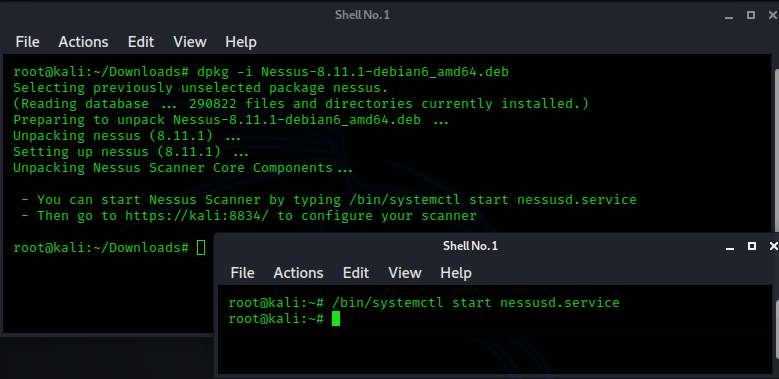 Shell No. 1
File Actions Edit View Help
root@kali:~/Downloads# dpkg -i Nessus-8.11.1-debian6_amd64.deb
Selecting previously unselected package nessus.
(Reading database ... 290822 files and directories currently installed.)
Preparing to unpack Nessus-8.11.1-debian6_amd64.deb ...
Unpacking nessus (8.11.1) ...
Setting up nessus (8.11.1) ...
Unpacking Nessus Scanner Core Components...
- You can start Nessus Scanner by typing /bin/systemctl start nessusd.service
- Then go to https://kali:8834/ to configure your scanner
root@kali:~/Downloads#
Shell No. 1
File Actions Edit View Help
root@kali:~# /bin/systemctl start nessusd.service
root@kali:~#